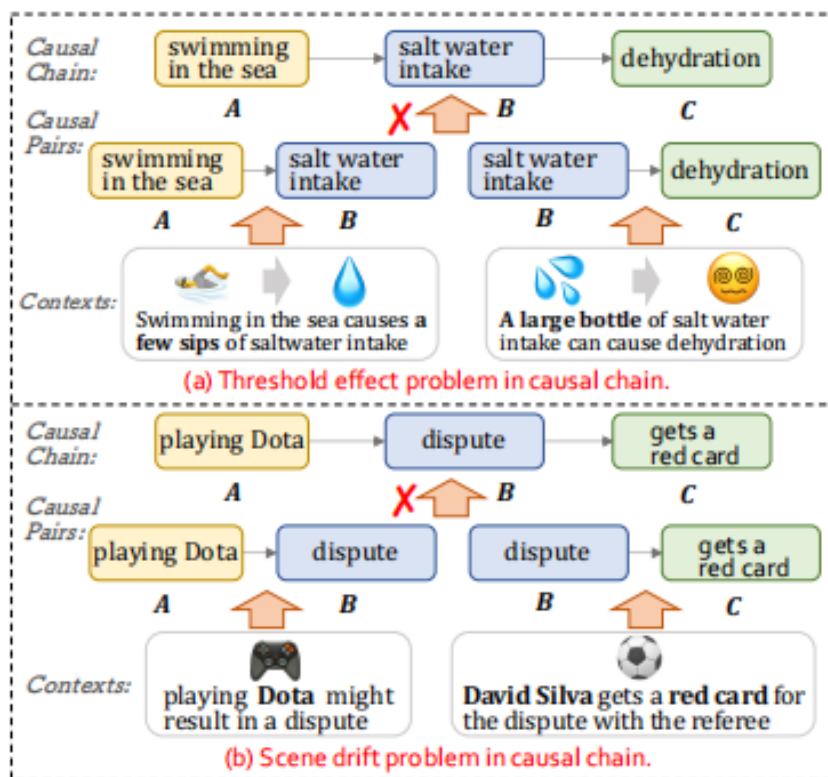 Causal
Chain:
swimming
in the sea
salt water
intake
dehydration
A
B
C
Causal
Pairs:
swimming
in the sea
salt water
intake
salt water
intake
dehydration
A
B
B
C
Contexts:
Swimming in the sea causes a
few sips of saltwater intake
A large bottle of salt water
intake can cause dehydration
(a) Threshold effect problem in causal chain.
Causal
Chain:
playing Dota
dispute
gets a
red card
A
B
C
Causal
Pairs:
playing Dota
dispute
dispute
gets a
red card
A
B
B
C
Contexts:
playing Dota might
result in a dispute
David Silva gets a red card for
the dispute with the referee
(b) Scene drift problem in causal chain.